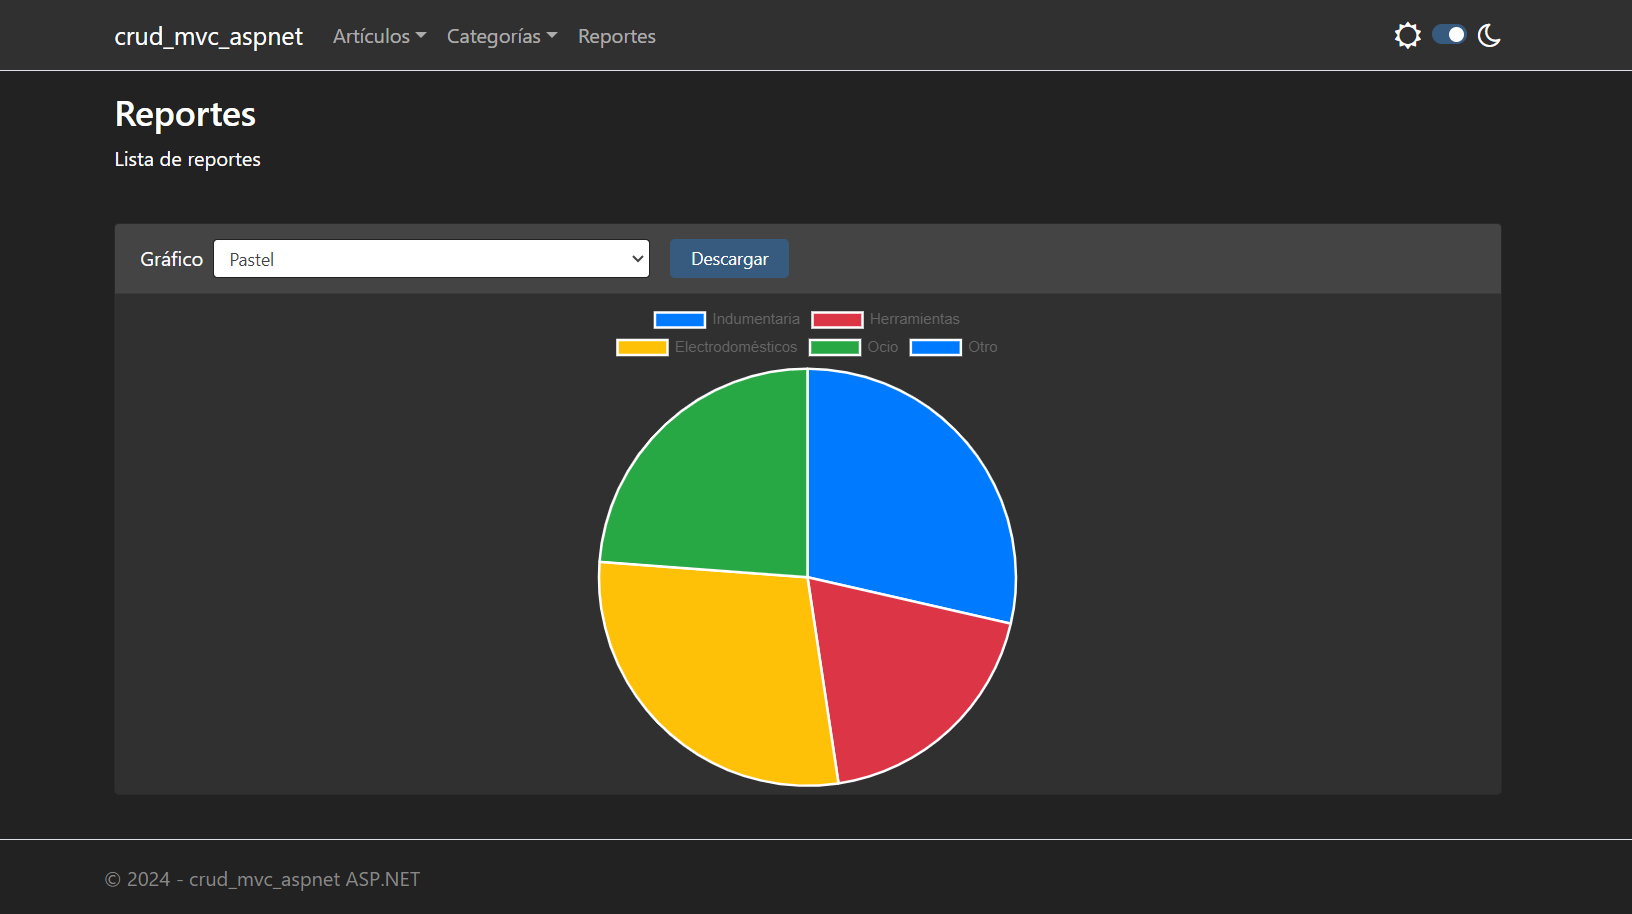 crud_mvc_aspnet Artículos Categorías Reportes
Reportes
Lista de reportes
Gráfico Pastel Descargar
Indumentaria Herramientas
Electrodomésticos Ocio Otro
© 2024 - crud_mvc_aspnet ASP.NET